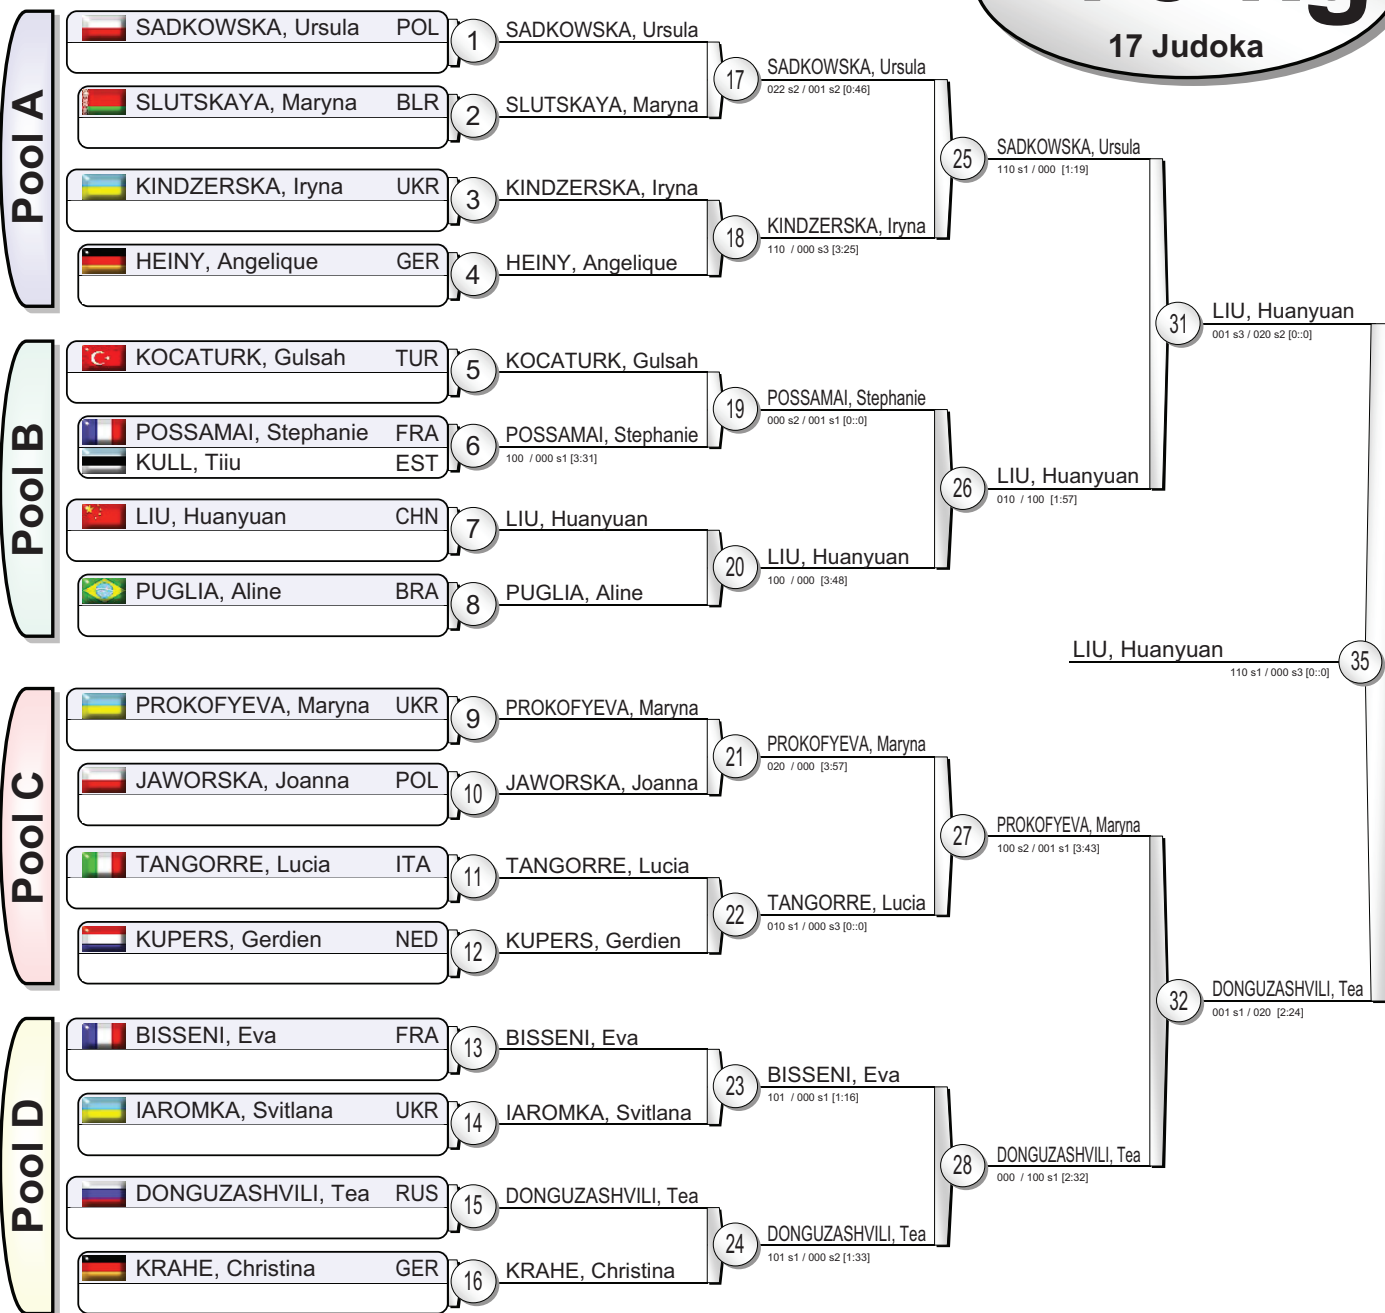 17 Judoka
Pool A
SADKOWSKA, Ursula POL
1
SADKOWSKA, Ursula
SLUTSKAYA, Maryna BLR
2
SLUTSKAYA, Maryna
17
SADKOWSKA, Ursula
022 s2 / 001 s2 [0:46]
KINDZERSKA, Iryna UKR
3
KINDZERSKA, Iryna
HEINY, Angelique GER
4
HEINY, Angelique
18
KINDZERSKA, Iryna
110 / 000 s3 [3:25]
25
SADKOWSKA, Ursula
110 s1 / 000 [1:19]
Pool B
KOCATURK, Gulsah TUR
5
KOCATURK, Gulsah
POSSAMAI, Stephanie FRA
KULL, Tiiu EST
6
POSSAMAI, Stephanie
100 / 000 s1 [3:31]
19
POSSAMAI, Stephanie
000 s2 / 001 s1 [0::0]
LIU, Huanyuan CHN
7
LIU, Huanyuan
PUGLIA, Aline BRA
8
PUGLIA, Aline
20
LIU, Huanyuan
100 / 000 [3:48]
26
LIU, Huanyuan
010 / 100 [1:57]
31
LIU, Huanyuan
001 s3 / 020 s2 [0::0]
LIU, Huanyuan
110 s1 / 000 s3 [0::0]
35
Pool C
PROKOFYEVA, Maryna UKR
9
PROKOFYEVA, Maryna
JAWORSKA, Joanna POL
10
JAWORSKA, Joanna
21
PROKOFYEVA, Maryna
020 / 000 [3:57]
TANGORRE, Lucia ITA
11
TANGORRE, Lucia
KUPERS, Gerdien NED
12
KUPERS, Gerdien
22
TANGORRE, Lucia
010 s1 / 000 s3 [0::0]
27
PROKOFYEVA, Maryna
100 s2 / 001 s1 [3:43]
Pool D
BISSENI, Eva FRA
13
BISSENI, Eva
IAROMKA, Svitlana UKR
14
IAROMKA, Svitlana
23
BISSENI, Eva
101 / 000 s1 [1:16]
DONGUZASHVILI, Tea RUS
15
DONGUZASHVILI, Tea
KRAHE, Christina GER
16
KRAHE, Christina
24
DONGUZASHVILI, Tea
101 s1 / 000 s2 [1:33]
28
DONGUZASHVILI, Tea
000 / 100 s1 [2:32]
32
DONGUZASHVILI, Tea
001 s1 / 020 [2:24]